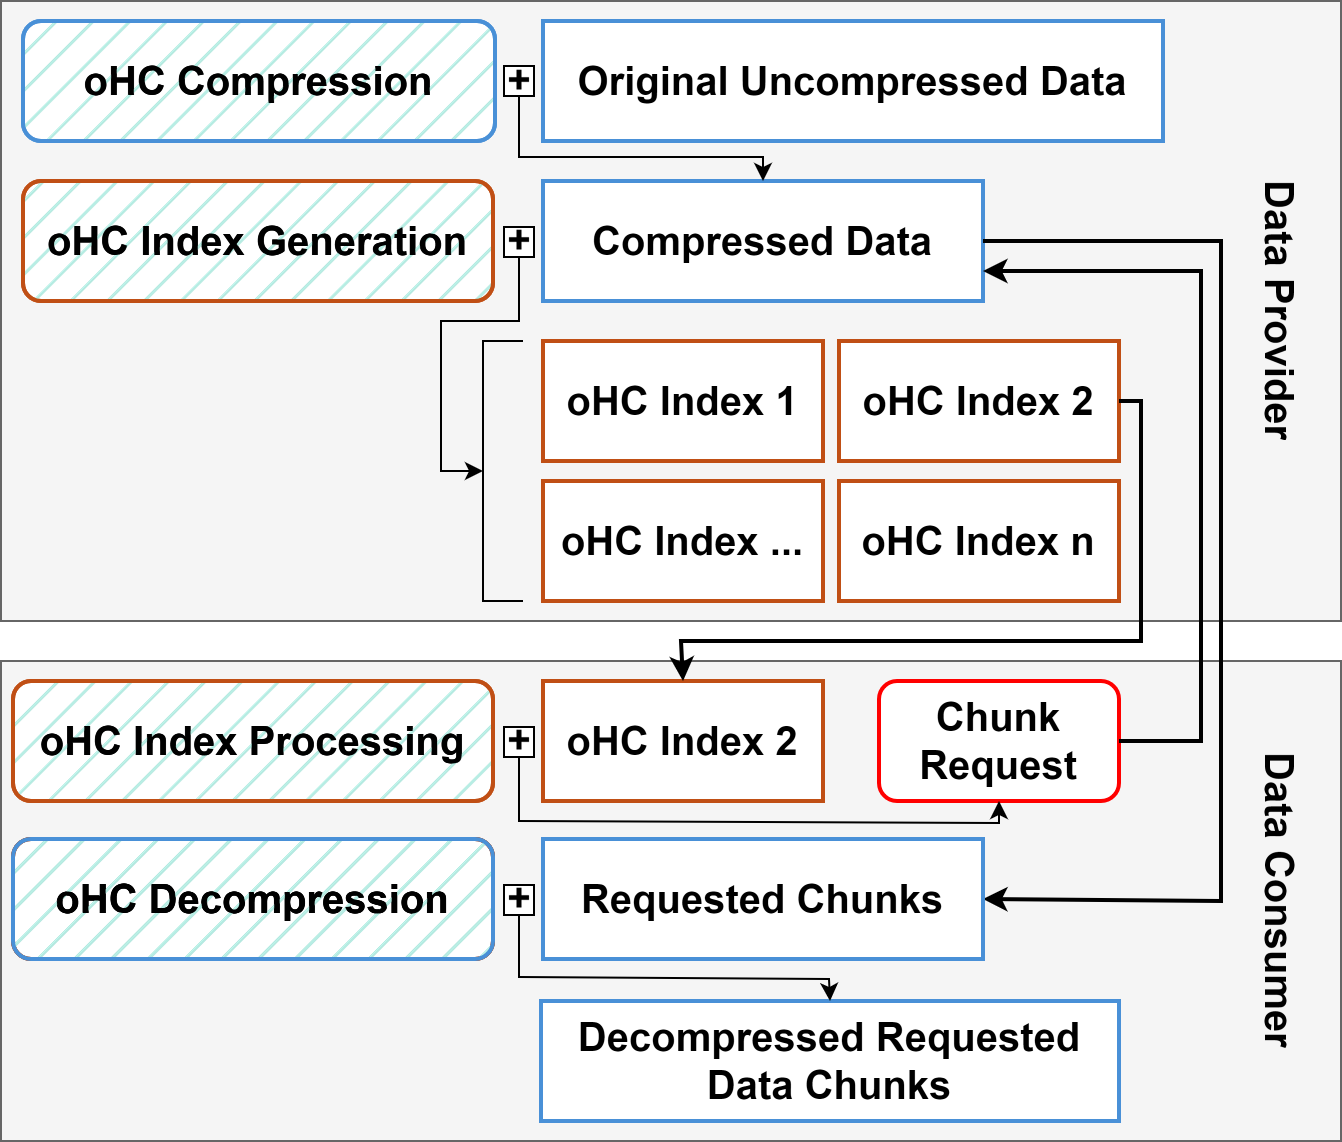 oHC Compression
+
Original Uncompressed Data
oHC Index Generation
+
Compressed Data
oHC Index 1
oHC Index 2
oHC Index ...
oHC Index n
Data Provider
oHC Index Processing
+
oHC Index 2
Chunk
Request
oHC Decompression
+
Requested Chunks
Decompressed Requested
Data Chunks
Data Consumer